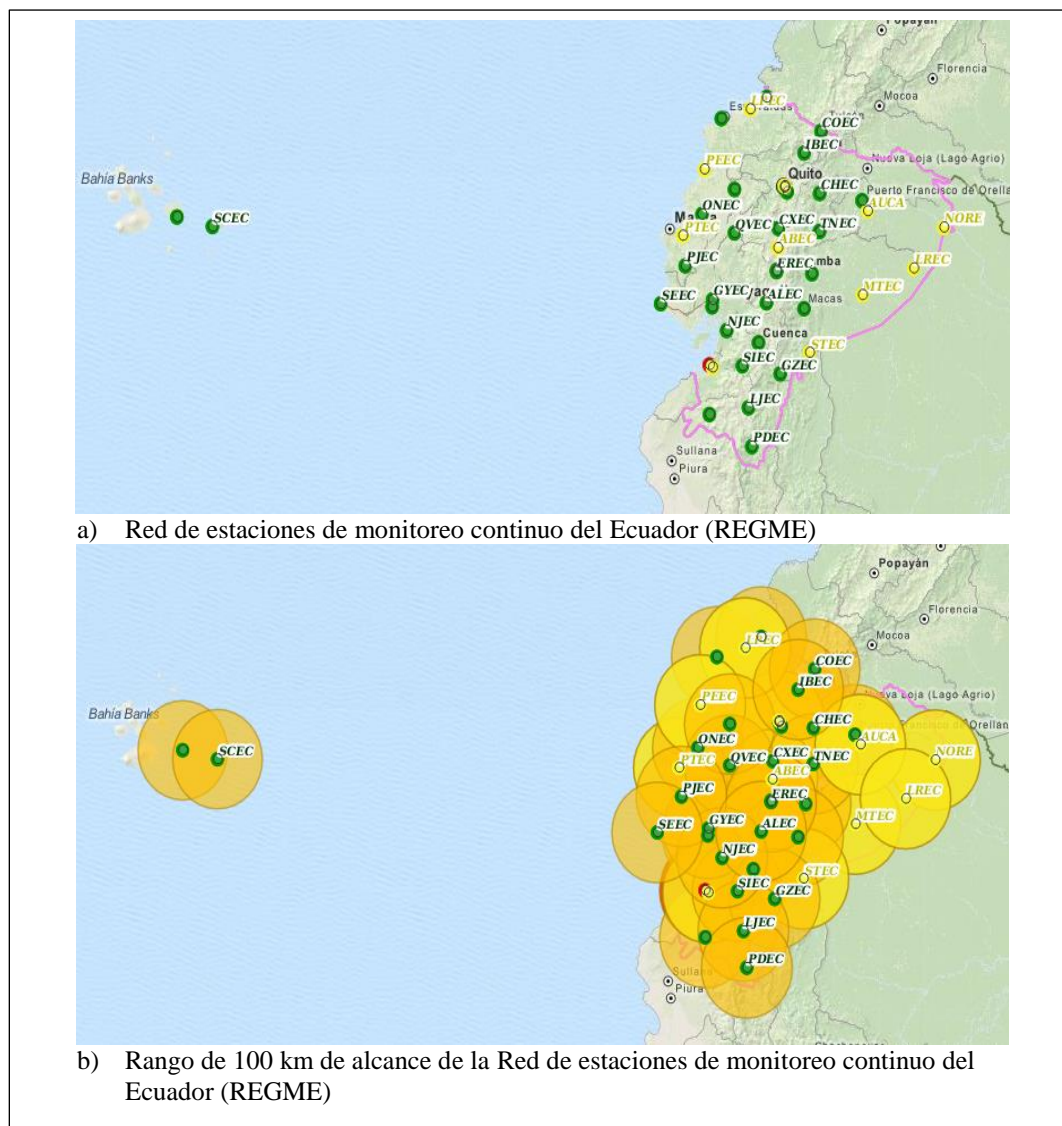 Popayán
Florencia
Mocoa
LPEC
COEC
IBEC
Nueva Loja (Lago Agrio)
PEEC
Quito
CHEC
Puerto Francisco de Orellan
Bahía Banks
AUCA
SCEC
ONEC
NORE
QVEC
CXEC
TNEC
PTEC
ABEC
PJEC
EREC
LREC
MTEC
SEEC
GYEC
ALEC
Macas
NJEC
Cuenca
STEC
SIEC
GZEC
LJEC
PDEC
Sullana
Piura
a) Red de estaciones de monitoreo continuo del Ecuador (REGME)
Popayán
Florencia
Mocoa
LPEC
COEC
IBEC
PEEC
Bahía Banks
CHEC
AUCA
ONEC
SCEC
NORE
PTEC
QVEC
CXEC
TNEC
ABEC
PJEC
EREC
LREC
MTEC
SEEC
GYEC
ALEC
NJEC
STEC
SIEC
GZEC
LJEC
PDEC
Piura
b) Rango de 100 km de alcance de la Red de estaciones de monitoreo continuo del
Ecuador (REGME)